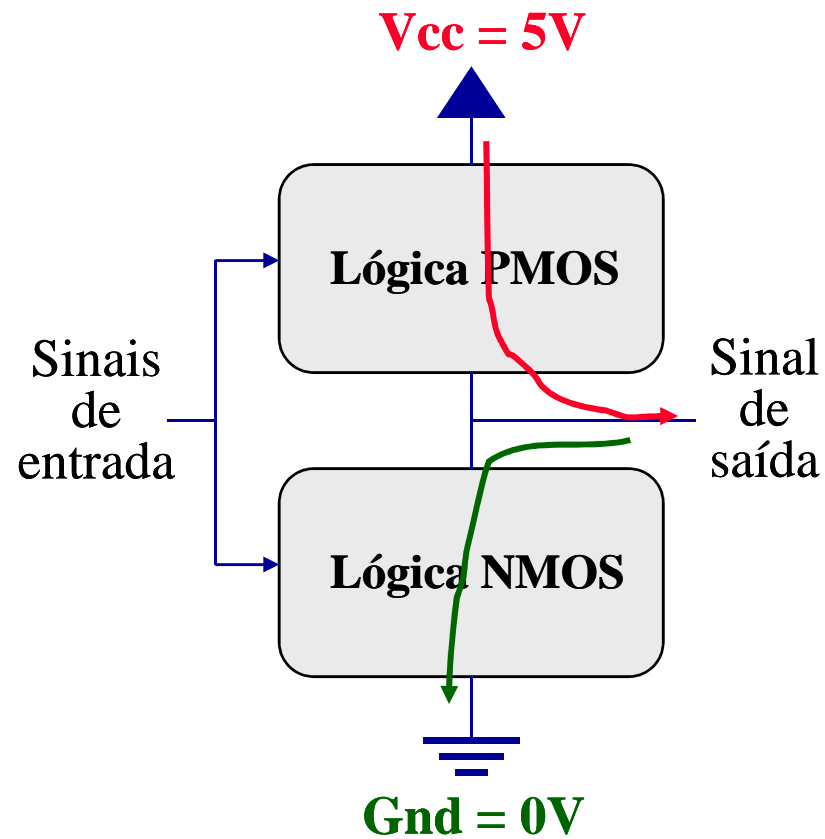 Vcc = 5V
Lógica PMOS
Sinais
de
entrada
Sinal
de
saída
Lógica NMOS
Gnd = 0V